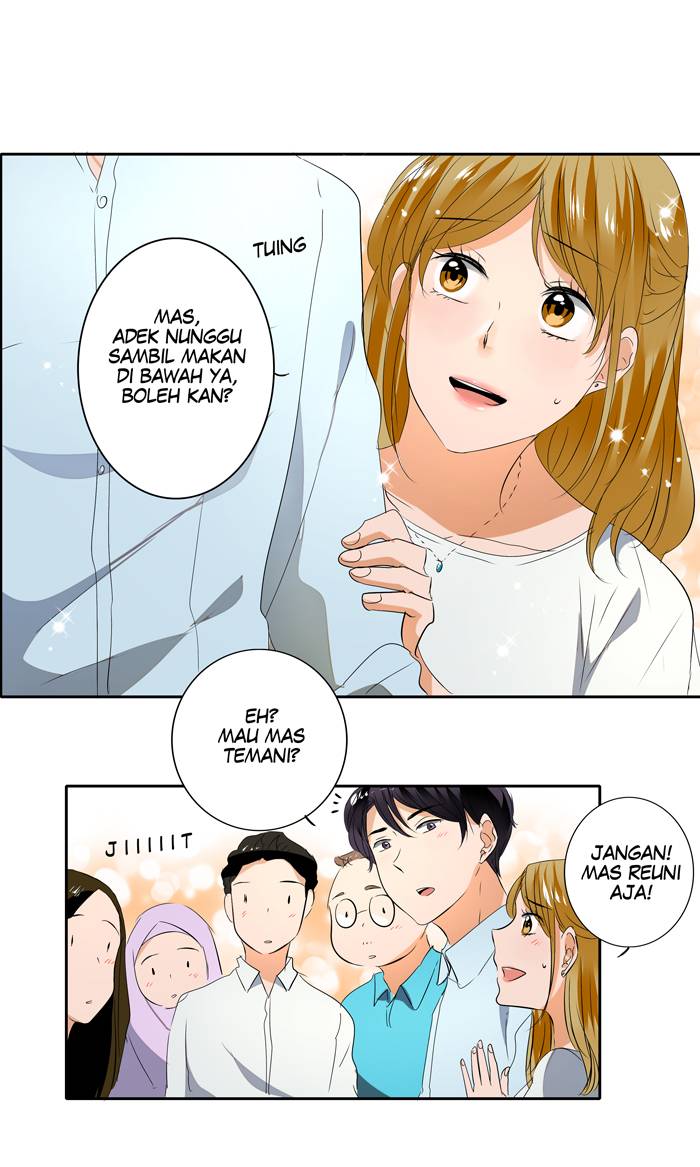 TUING
MAS,
ADEK NUNGGU
SAMBIL MAKAN
DI BAWAH YA,
BOLEH KAN?
EH?
MAU MAS
TEMANI?
JIIIIIT
JANGAN!
MAS REUNI
AJA!